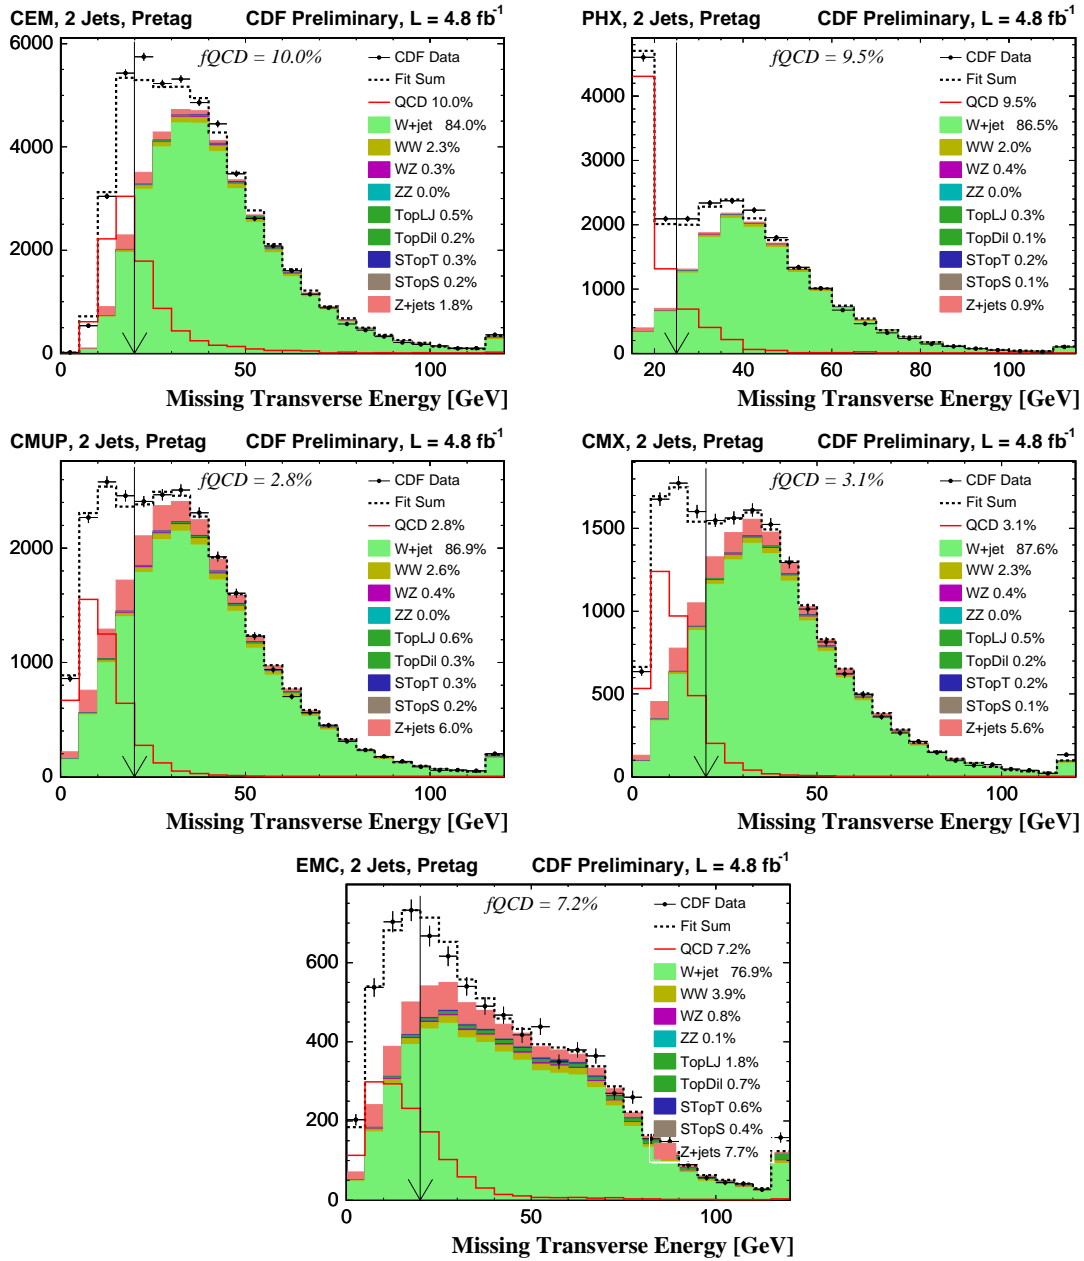 CEM, 2 Jets, Pretag CDF Preliminary, L = 4.8 fb-1
fQCD = 10.0%
CDF Data
Fit Sum
QCD 10.0%
W+jet 84.0%
WW 2.3%
WZ 0.3%
ZZ 0.0%
TopLJ 0.5%
TopDil 0.2%
STopT 0.3%
STopS 0.2%
Z+jets 1.8%
6000
4000
2000
0
0 50 100
Missing Transverse Energy [GeV]
PHX, 2 Jets, Pretag CDF Preliminary, L = 4.8 fb-1
fQCD = 9.5%
CDF Data
Fit Sum
QCD 9.5%
W+jet 86.5%
WW 2.0%
WZ 0.4%
ZZ 0.0%
TopLJ 0.3%
TopDil 0.1%
STopT 0.2%
STopS 0.1%
Z+jets 0.9%
4000
3000
2000
1000
0
20 40 60 80 100
Missing Transverse Energy [GeV]
CMUP, 2 Jets, Pretag CDF Preliminary, L = 4.8 fb-1
fQCD = 2.8%
CDF Data
Fit Sum
QCD 2.8%
W+jet 86.9%
WW 2.6%
WZ 0.4%
ZZ 0.0%
TopLJ 0.6%
TopDil 0.3%
STopT 0.3%
STopS 0.2%
Z+jets 6.0%
2000
1000
0
0 50 100
Missing Transverse Energy [GeV]
CMX, 2 Jets, Pretag CDF Preliminary, L = 4.8 fb-1
fQCD = 3.1%
CDF Data
Fit Sum
QCD 3.1%
W+jet 87.6%
WW 2.3%
WZ 0.4%
ZZ 0.0%
TopLJ 0.5%
TopDil 0.2%
STopT 0.2%
STopS 0.1%
Z+jets 5.6%
1500
1000
500
0
0 50 100
Missing Transverse Energy [GeV]
EMC, 2 Jets, Pretag CDF Preliminary, L = 4.8 fb-1
fQCD = 7.2%
CDF Data
Fit Sum
QCD 7.2%
W+jet 76.9%
WW 3.9%
WZ 0.8%
ZZ 0.1%
TopLJ 1.8%
TopDil 0.7%
STopT 0.6%
STopS 0.4%
Z+jets 7.7%
600
400
200
0
0 50 100
Missing Transverse Energy [GeV]